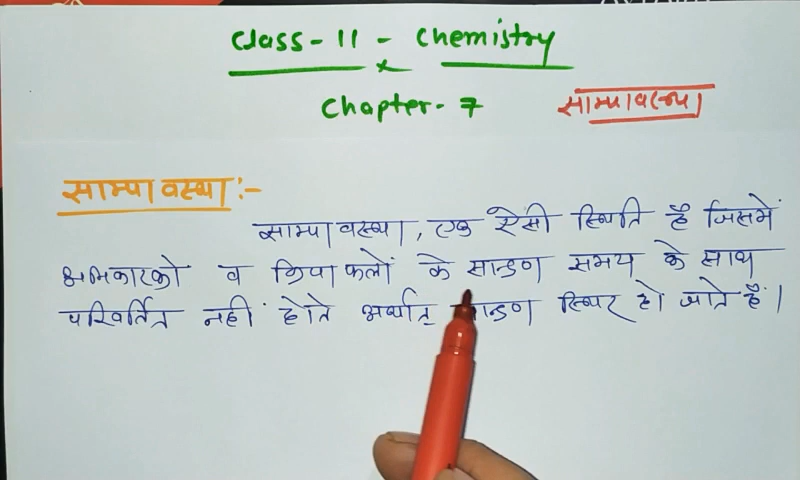 Class-11 - Chemistry
Chapter-7 साम्यावस्था
साम्यावस्था :-
साम्यावस्था, एक ऐसी स्थिति है जिसमें
अभिकारको व क्रियाफलों के सान्द्रण समय के साथ
परिवर्तित नहीं होते अर्थात् सान्द्रण स्थिर हो जाते हैं।